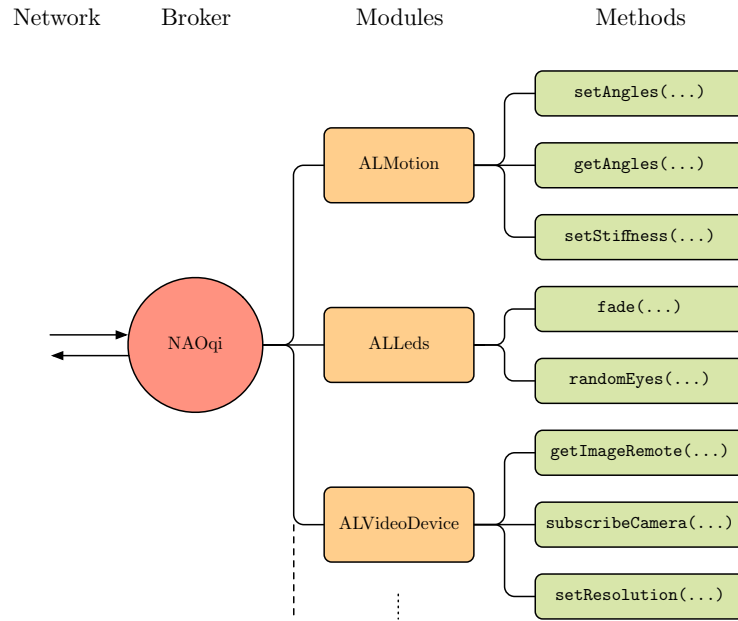 Network Broker Modules Methods
setAngles(...)
ALMotion
getAngles(...)
setStiffness(...)
NAOqi
fade(...)
ALLeds
randomEyes(...)
getImageRemote(...)
ALVideoDevice
subscribeCamera(...)
setResolution(...)